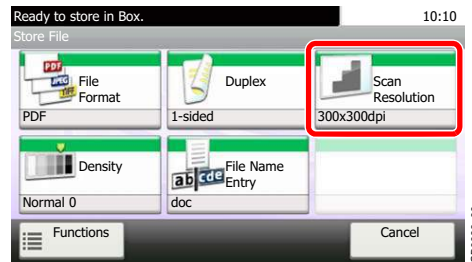 Ready to store in Box.
10:10
Store File
PDF
JPEG
TIFF
File
Format
PDF
Duplex
1-sided
Scan
Resolution
300x300dpi
Density
Normal 0
ab cde
File Name
Entry
doc
Functions
Cancel